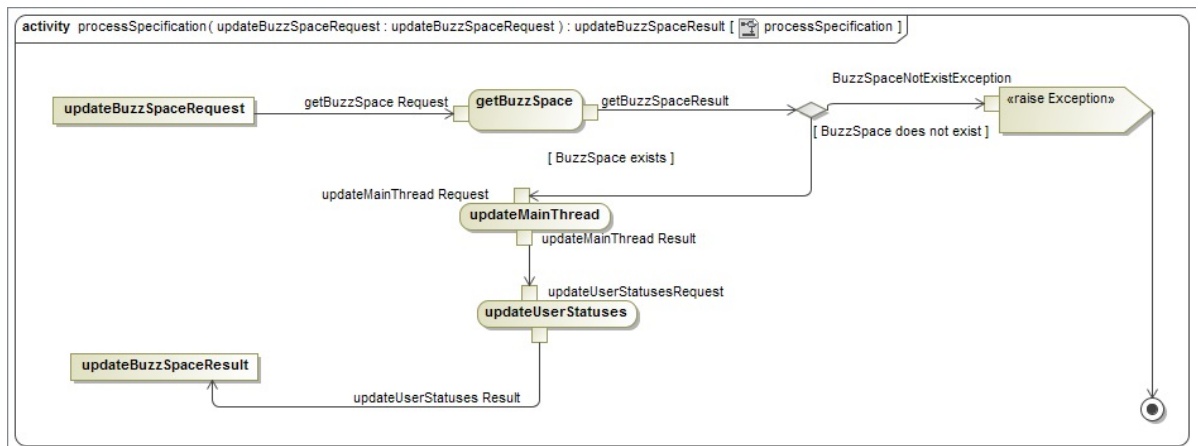 activity processSpecification( updateBuzzSpaceRequest : updateBuzzSpaceRequest ) : updateBuzzSpaceResult [ processSpecification ]
BuzzSpaceNotExistException
updateBuzzSpaceRequest
getBuzzSpace Request
getBuzzSpace
getBuzzSpaceResult
«raise Exception»
[ BuzzSpace does not exist ]
[ BuzzSpace exists ]
updateMainThread Request
updateMainThread
updateMainThread Result
updateUserStatusesRequest
updateUserStatuses
updateBuzzSpaceResult
updateUserStatuses Result